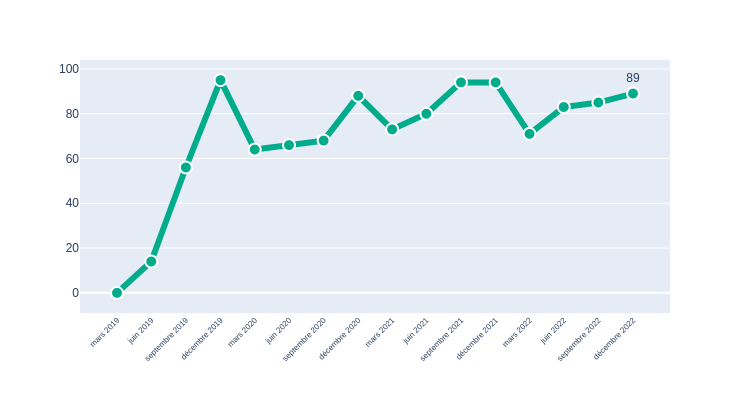 100
80
60
40
20
0
89
mars 2019
juin 2019
septembre 2019
décembre 2019
mars 2020
juin 2020
septembre 2020
décembre 2020
mars 2021
juin 2021
septembre 2021
décembre 2021
mars 2022
juin 2022
septembre 2022
décembre 2022